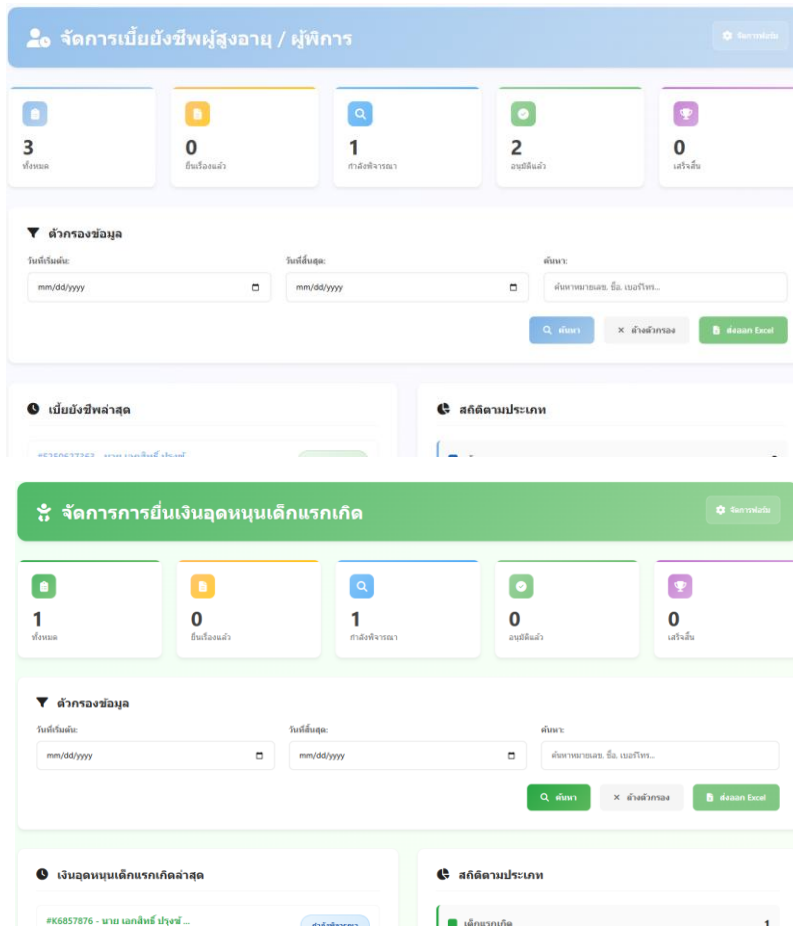 จัดการเบี้ยยังชีพผู้สูงอายุ / ผู้พิการ
จัดการฟอร์ม
3
ทั้งหมด
0
ยื่นเรื่องแล้ว
1
กำลังพิจารณา
2
อนุมัติแล้ว
0
เสร็จสิ้น
ตัวกรองข้อมูล
วันที่เริ่มต้น:
วันที่สิ้นสุด:
ค้นหา:
mm/dd/yyyy
mm/dd/yyyy
ค้นหาหมายเลข, ชื่อ, เบอร์โทร...
ค้นหา
ล้างตัวกรอง
ส่งออก Excel
เบี้ยยังชีพล่าสุด
สถิติตามประเภท
จัดการการยื่นเงินอุดหนุนเด็กแรกเกิด
จัดการฟอร์ม
1
ทั้งหมด
0
ยื่นเรื่องแล้ว
1
กำลังพิจารณา
0
อนุมัติแล้ว
0
เสร็จสิ้น
ตัวกรองข้อมูล
วันที่เริ่มต้น:
วันที่สิ้นสุด:
ค้นหา:
mm/dd/yyyy
mm/dd/yyyy
ค้นหาหมายเลข, ชื่อ, เบอร์โทร...
ค้นหา
ล้างตัวกรอง
ส่งออก Excel
เงินอุดหนุนเด็กแรกเกิดล่าสุด
สถิติตามประเภท
#K6857876 - นาย เอกสิทธิ์ ปรุงขั ...
กำลังพิจารณา
เด็กแรกเกิด
1